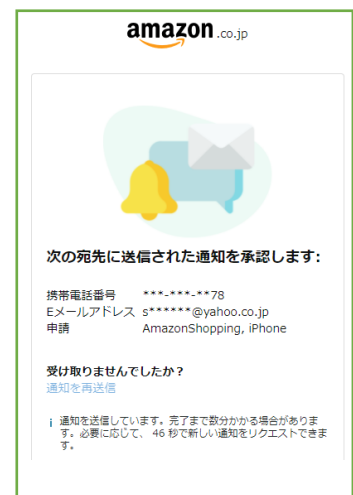 amazon.co.jp
次の宛先に送信された通知を承認します:
携帯電話番号 ***-***-**78
Eメールアドレス s******@yahoo.co.jp
申請 AmazonShopping, iPhone
受け取りませんでしたか？
通知を再送信
i 通知を送信しています。完了まで数分かかる場合がありま
す。必要に応じて、 46 秒で新しい通知をリクエストできま
す。